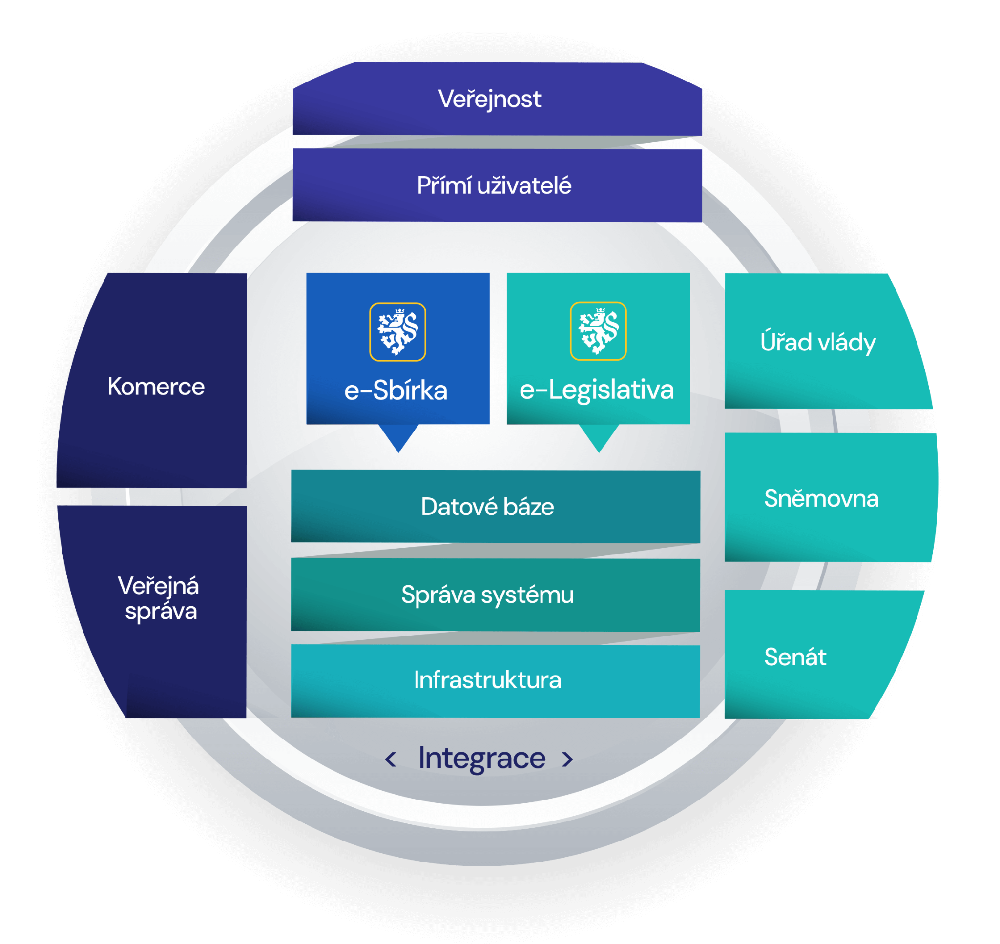 Veřejnost
Přímí uživatelé
Komerce
Veřejná
správa
e-Sbírka
e-Legislativa
Datové báze
Správa systému
Infrastruktura
Úřad vlády
Sněmovna
Senát
< Integrace >